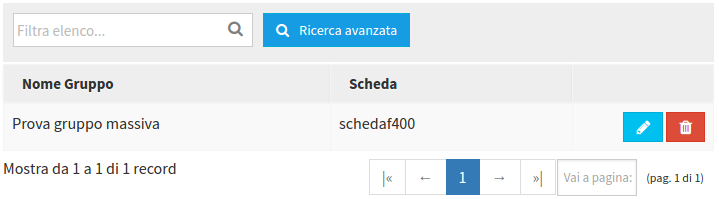 Filtra elenco...
Ricerca avanzata
Nome Gruppo Scheda
Prova gruppo massiva schedaf400
Mostra da 1 a 1 di 1 record |« ← 1 → »| Vai a pagina: (pag. 1 di 1)